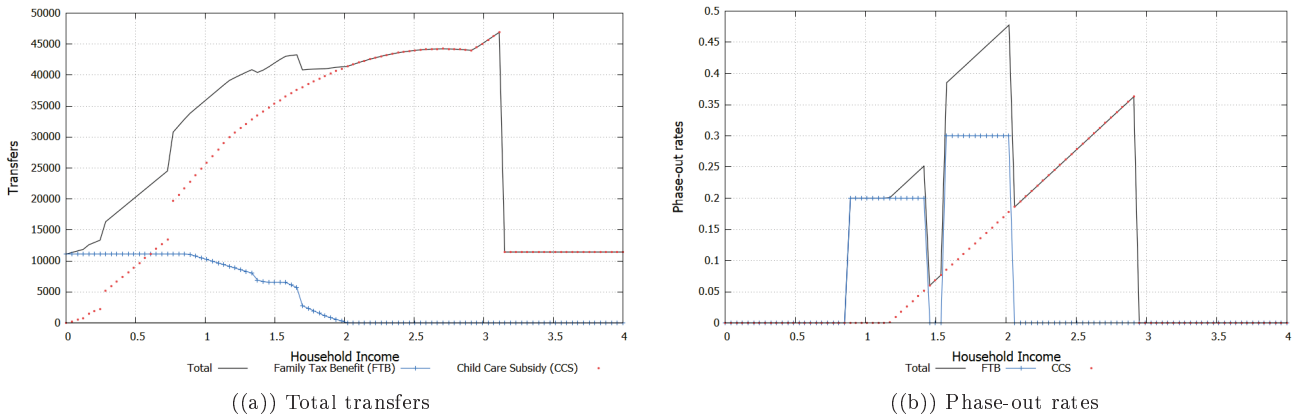 50000
45000
40000
35000
30000
25000
20000
15000
10000
5000
0
Transfers
0 0.5 1 1.5 2 2.5 3 3.5 4
Household Income
Total Family Tax Benefit (FTB) Child Care Subsidy (CCS)
((a)) Total transfers
0.5
0.45
0.4
0.35
0.3
0.25
0.2
0.15
0.1
0.05
0
Phase-out rates
0 0.5 1 1.5 2 2.5 3 3.5 4
Household Income
Total FTB CCS
((b)) Phase-out rates